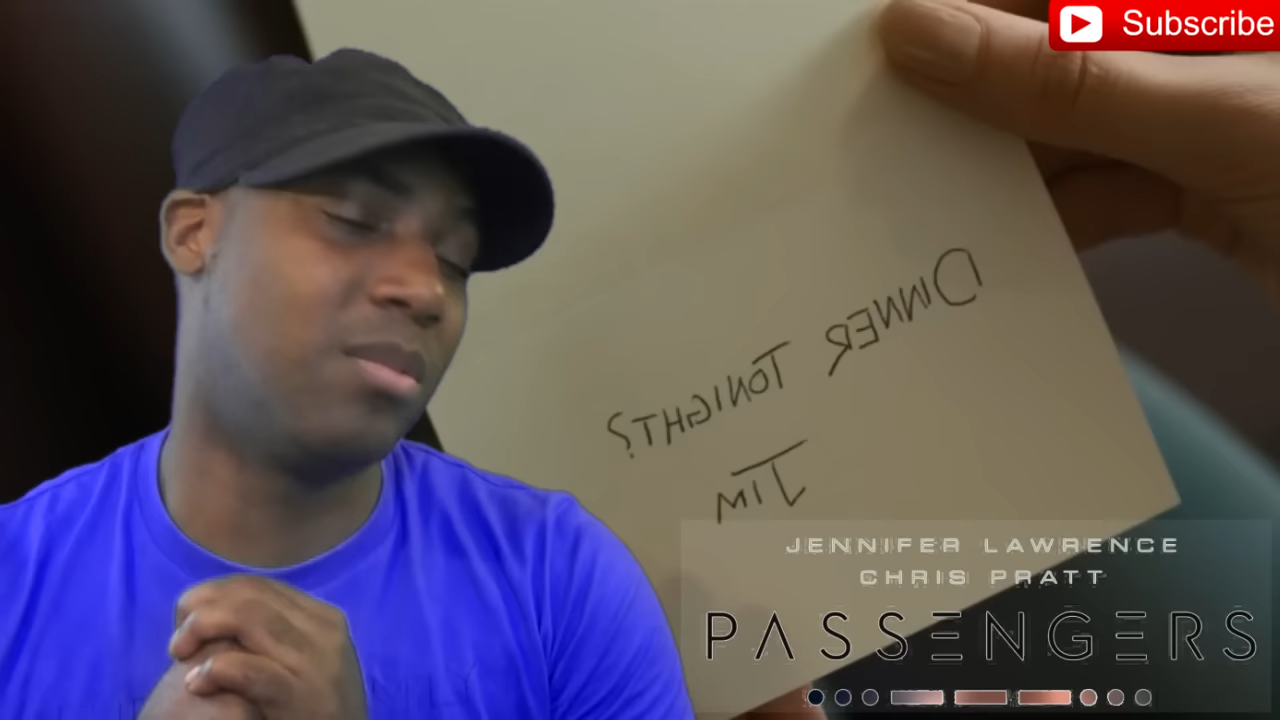 Subscribe
DINNER TONIGHT?
JIM
JENNIFER LAWRENCE
CHRIS PRATT
PASSENGERS